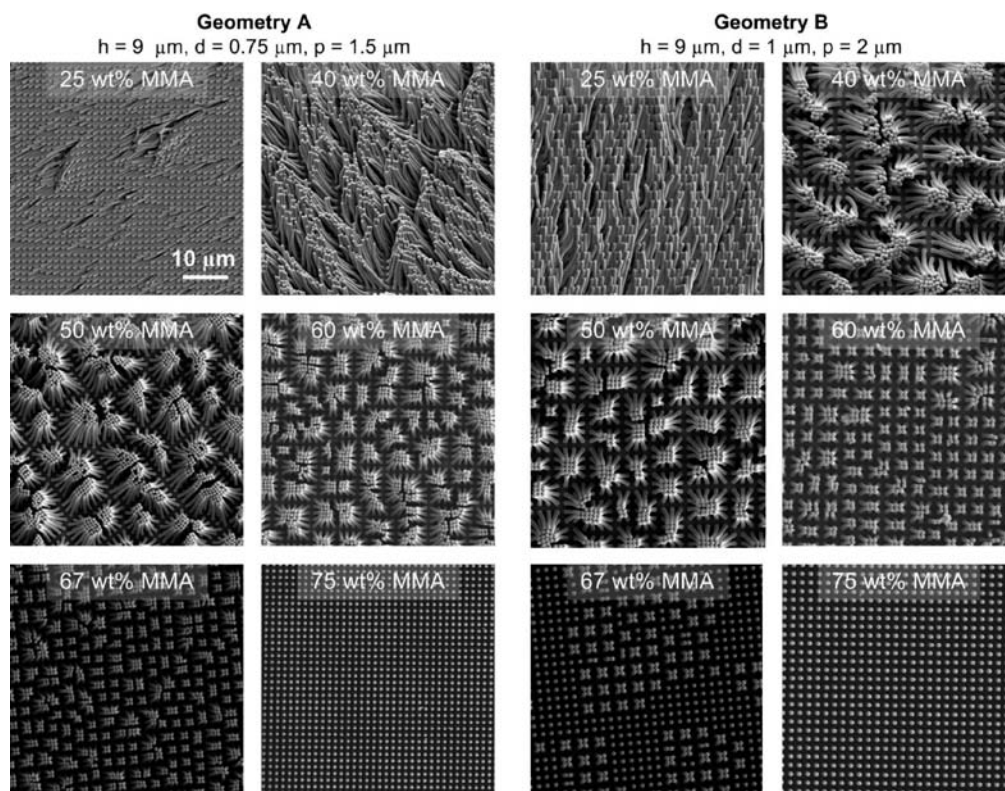 Geometry A
h = 9 μm, d = 0.75 μm, p = 1.5 μm
25 wt% MMA
40 wt% MMA
10 μm
50 wt% MMA
60 wt% MMA
67 wt% MMA
75 wt% MMA
Geometry B
h = 9 μm, d = 1 μm, p = 2 μm
25 wt% MMA
40 wt% MMA
50 wt% MMA
60 wt% MMA
67 wt% MMA
75 wt% MMA